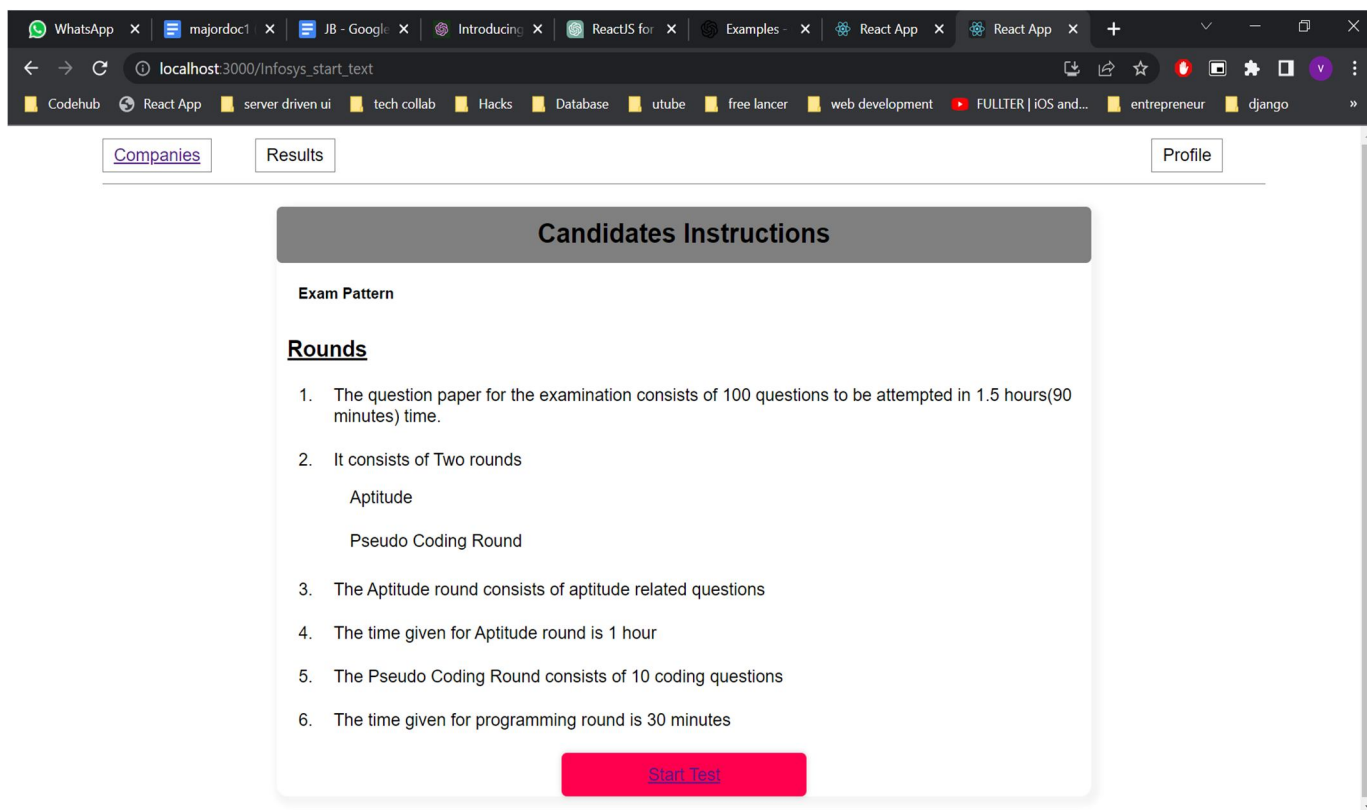 WhatsApp majordoc1 JB - Google Introducing ReactJS for Examples - React App React App
localhost:3000/Infosys_start_text
Codehub React App server driven ui tech collab Hacks Database utube free lancer web development FULLTER | iOS and... entrepreneur django »
Companies Results Profile
Candidates Instructions
Exam Pattern
Rounds
1. The question paper for the examination consists of 100 questions to be attempted in 1.5 hours(90
minutes) time.
2. It consists of Two rounds
Aptitude
Pseudo Coding Round
3. The Aptitude round consists of aptitude related questions
4. The time given for Aptitude round is 1 hour
5. The Pseudo Coding Round consists of 10 coding questions
6. The time given for programming round is 30 minutes
Start Test